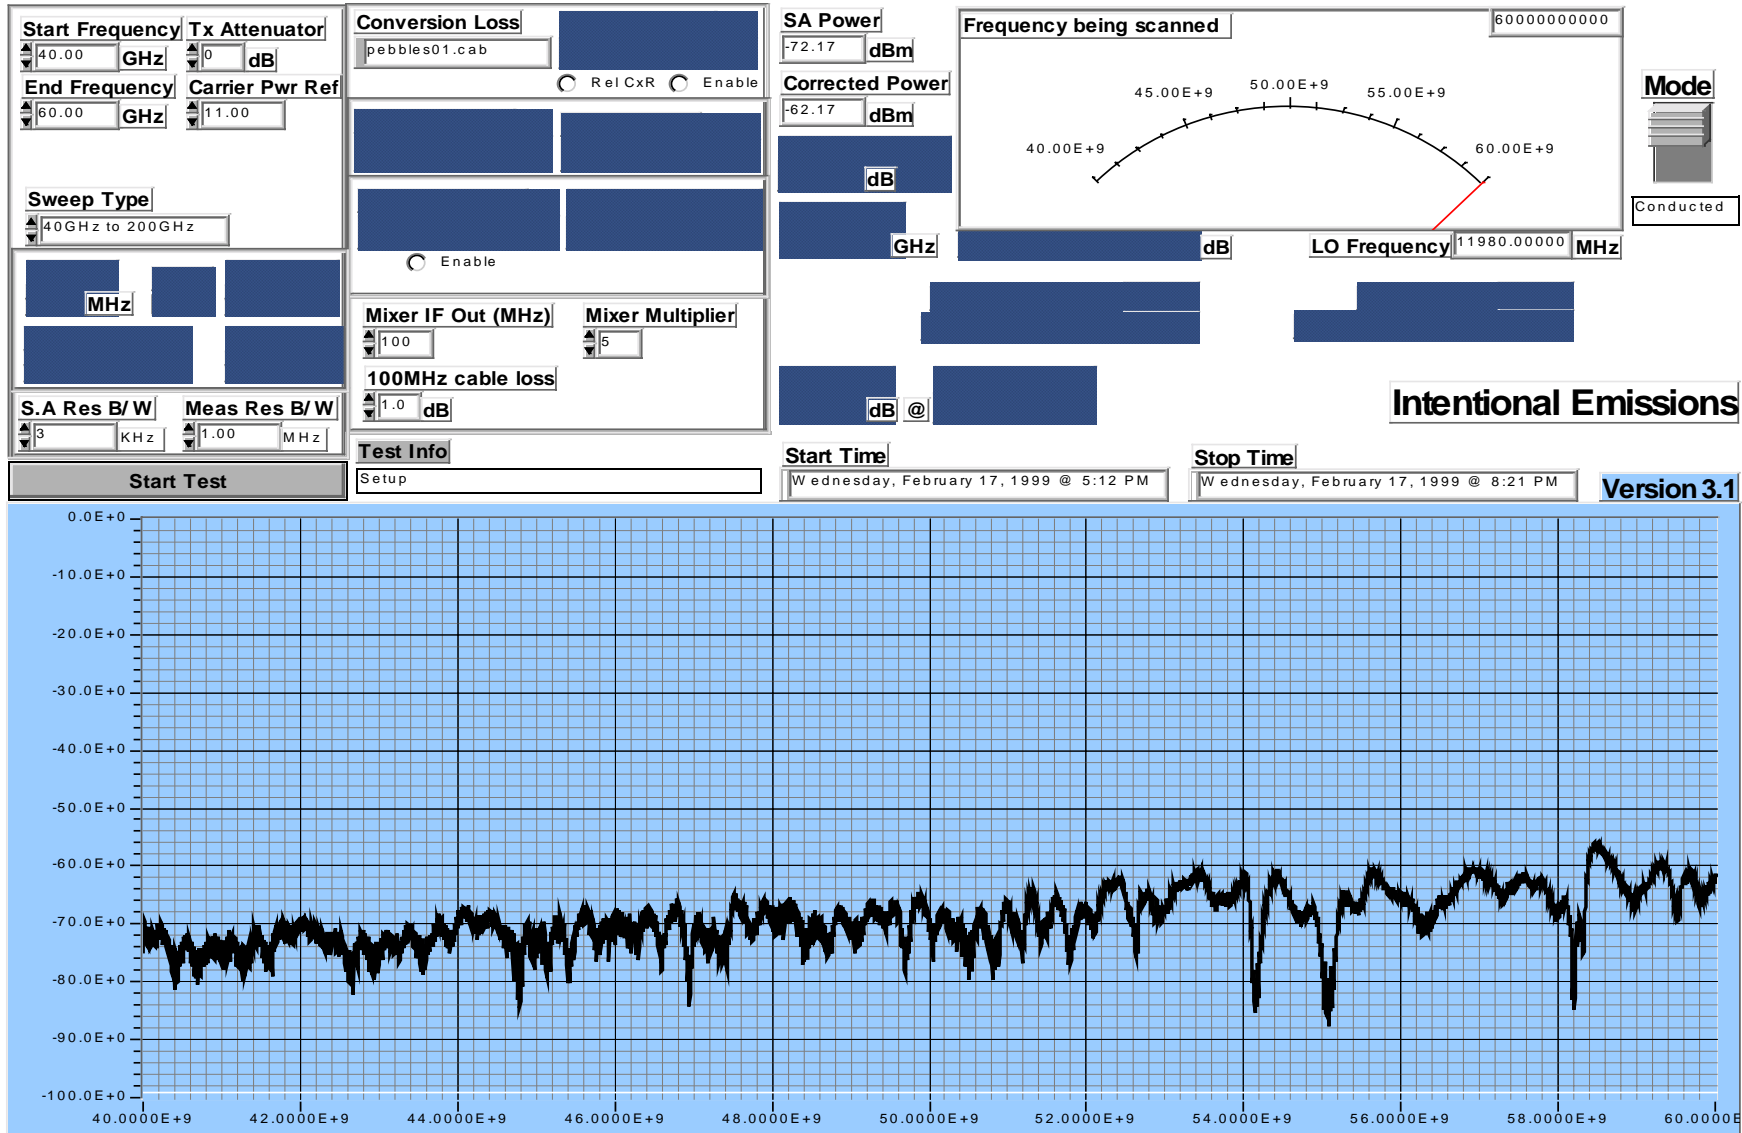 Start Frequency
40.00
GHz
Tx Attenuator
0
dB
End Frequency
60.00
GHz
Carrier Pwr Ref
11.00
Sweep Type
40GHz to 200GHz
MHz
S.A Res B/W
3
KHz
Meas Res B/W
1.00
MHz
Start Test
Conversion Loss
pebbles01.cab
Rel CxR
Enable
Enable
Mixer IF Out (MHz)
100
Mixer Multiplier
5
100MHz cable loss
1.0
dB
Test Info
Setup
SA Power
-72.17
dBm
Corrected Power
-62.17
dBm
dB
GHz
dB
dB
@
Frequency being scanned
60000000000
40.00E+9
45.00E+9
50.00E+9
55.00E+9
60.00E+9
LO Frequency
11980.00000
MHz
Mode
Conducted
Intentional Emissions
Start Time
Wednesday, February 17, 1999 @ 5:12 PM
Stop Time
Wednesday, February 17, 1999 @ 8:21 PM
Version 3.1
0.0E+0
-10.0E+0
-20.0E+0
-30.0E+0
-40.0E+0
-50.0E+0
-60.0E+0
-70.0E+0
-80.0E+0
-90.0E+0
-100.0E+0
40.0000E+9
42.0000E+9
44.0000E+9
46.0000E+9
48.0000E+9
50.0000E+9
52.0000E+9
54.0000E+9
56.0000E+9
58.0000E+9
60.0000E